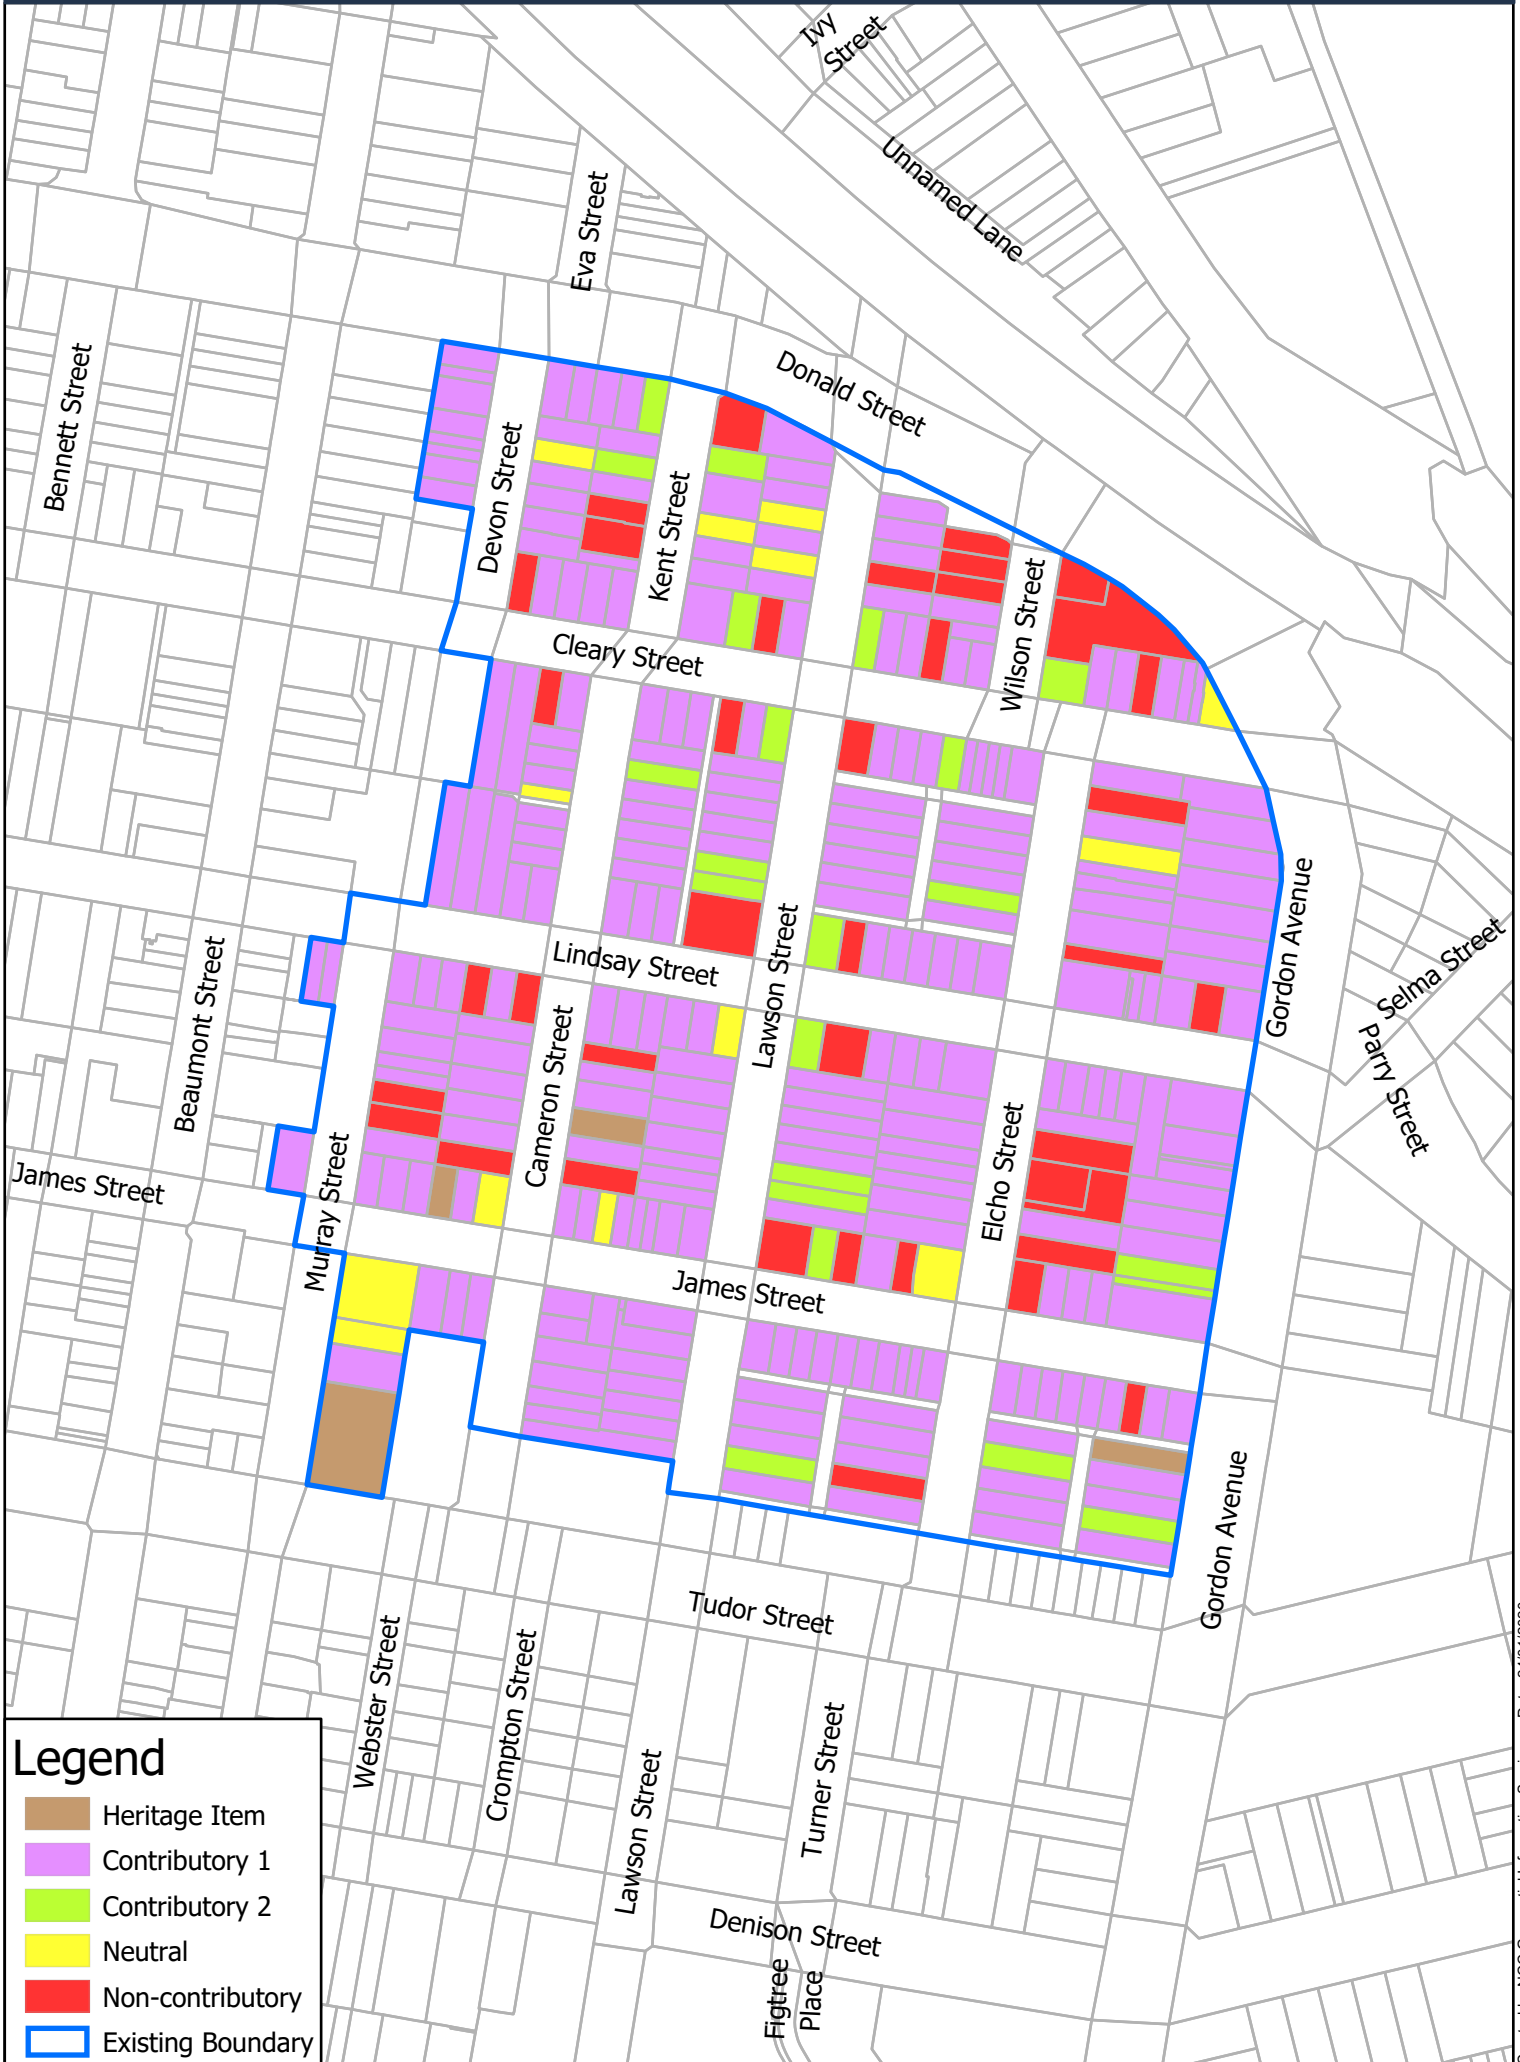 Ivy
Street
Unnamed Lane
Eva Street
Donald Street
Bennett Street
Devon Street
Kent Street
Wilson Street
Cleary Street
Gordon Avenue
Selma Street
Parry Street
Lawson Street
Lindsay Street
Beaumont Street
Cameron Street
Elcho Street
Murray Street
James Street
James Street
Gordon Avenue
Tudor Street
Webster Street
Crompton Street
Turner Street
Lawson Street
Denison Street
Figtree
Place
Legend
Heritage Item
Contributory 1
Contributory 2
Neutral
Non-contributory
Existing Boundary